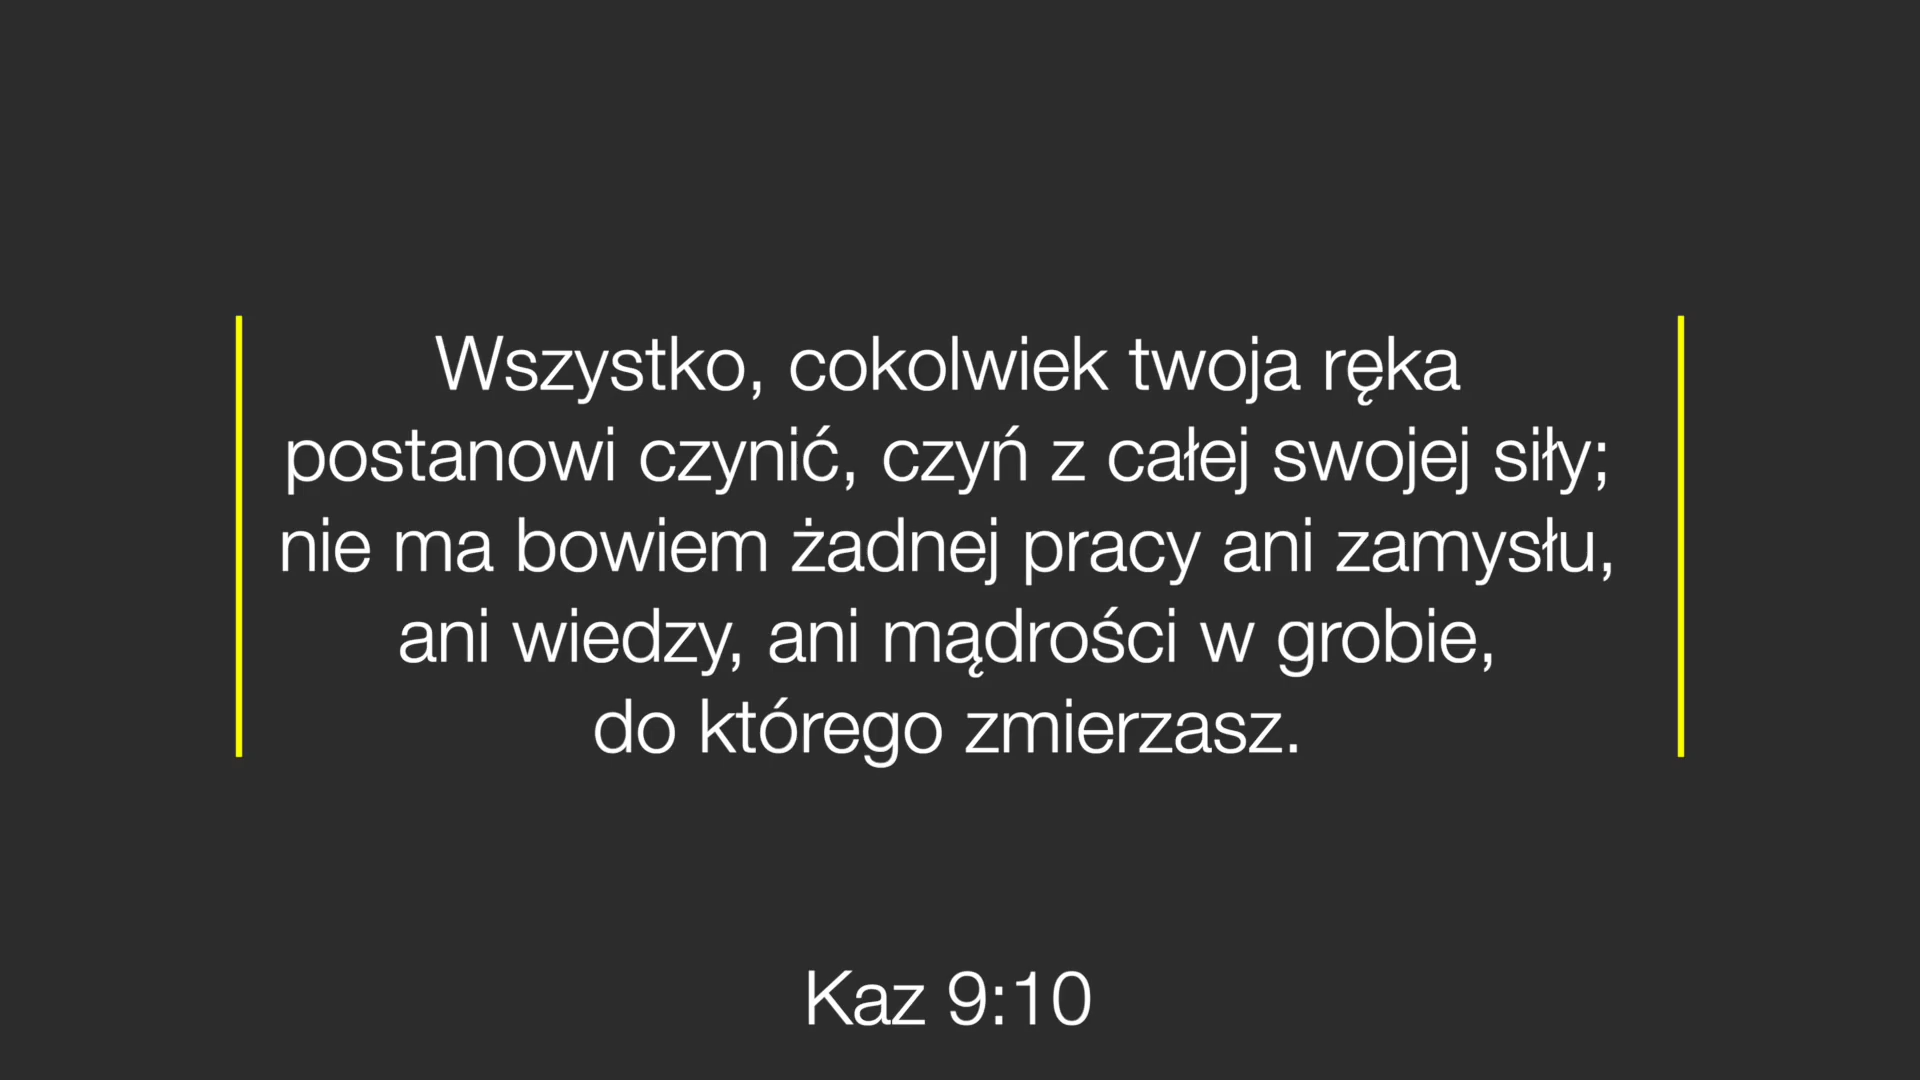 Wszystko, cokolwiek twoja ręka
postanowi czynić, czyń z całej swojej siły;
nie ma bowiem żadnej pracy ani zamysłu,
ani wiedzy, ani mądrości w grobie,
do którego zmierzasz.
Kaz 9:10